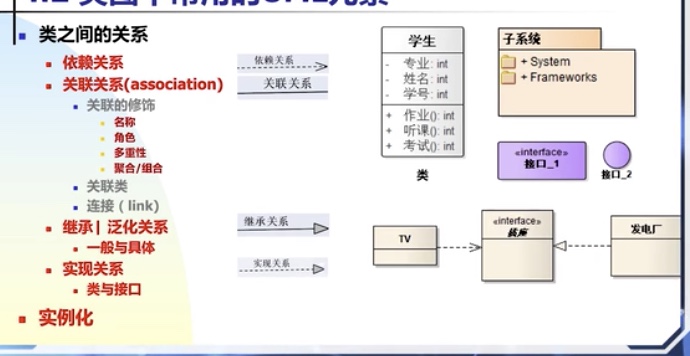 类之间的关系
依赖关系
关联关系(association)
关联的修饰
名称
角色
多重性
聚合/组合
关联类
连接（link)
继承| 泛化关系
一般与具体
实现关系
类与接口
实例化
依赖关系
关联关系
继承关系
实现关系
学生
- 专业: int
- 姓名: int
- 学号: int
+ 作业(): int
+ 听课(): int
+ 考试(): int
类
子系统
+ System
+ Frameworks
«interface»
接口_1
接口_2
TV
«interface»
插座
发电厂